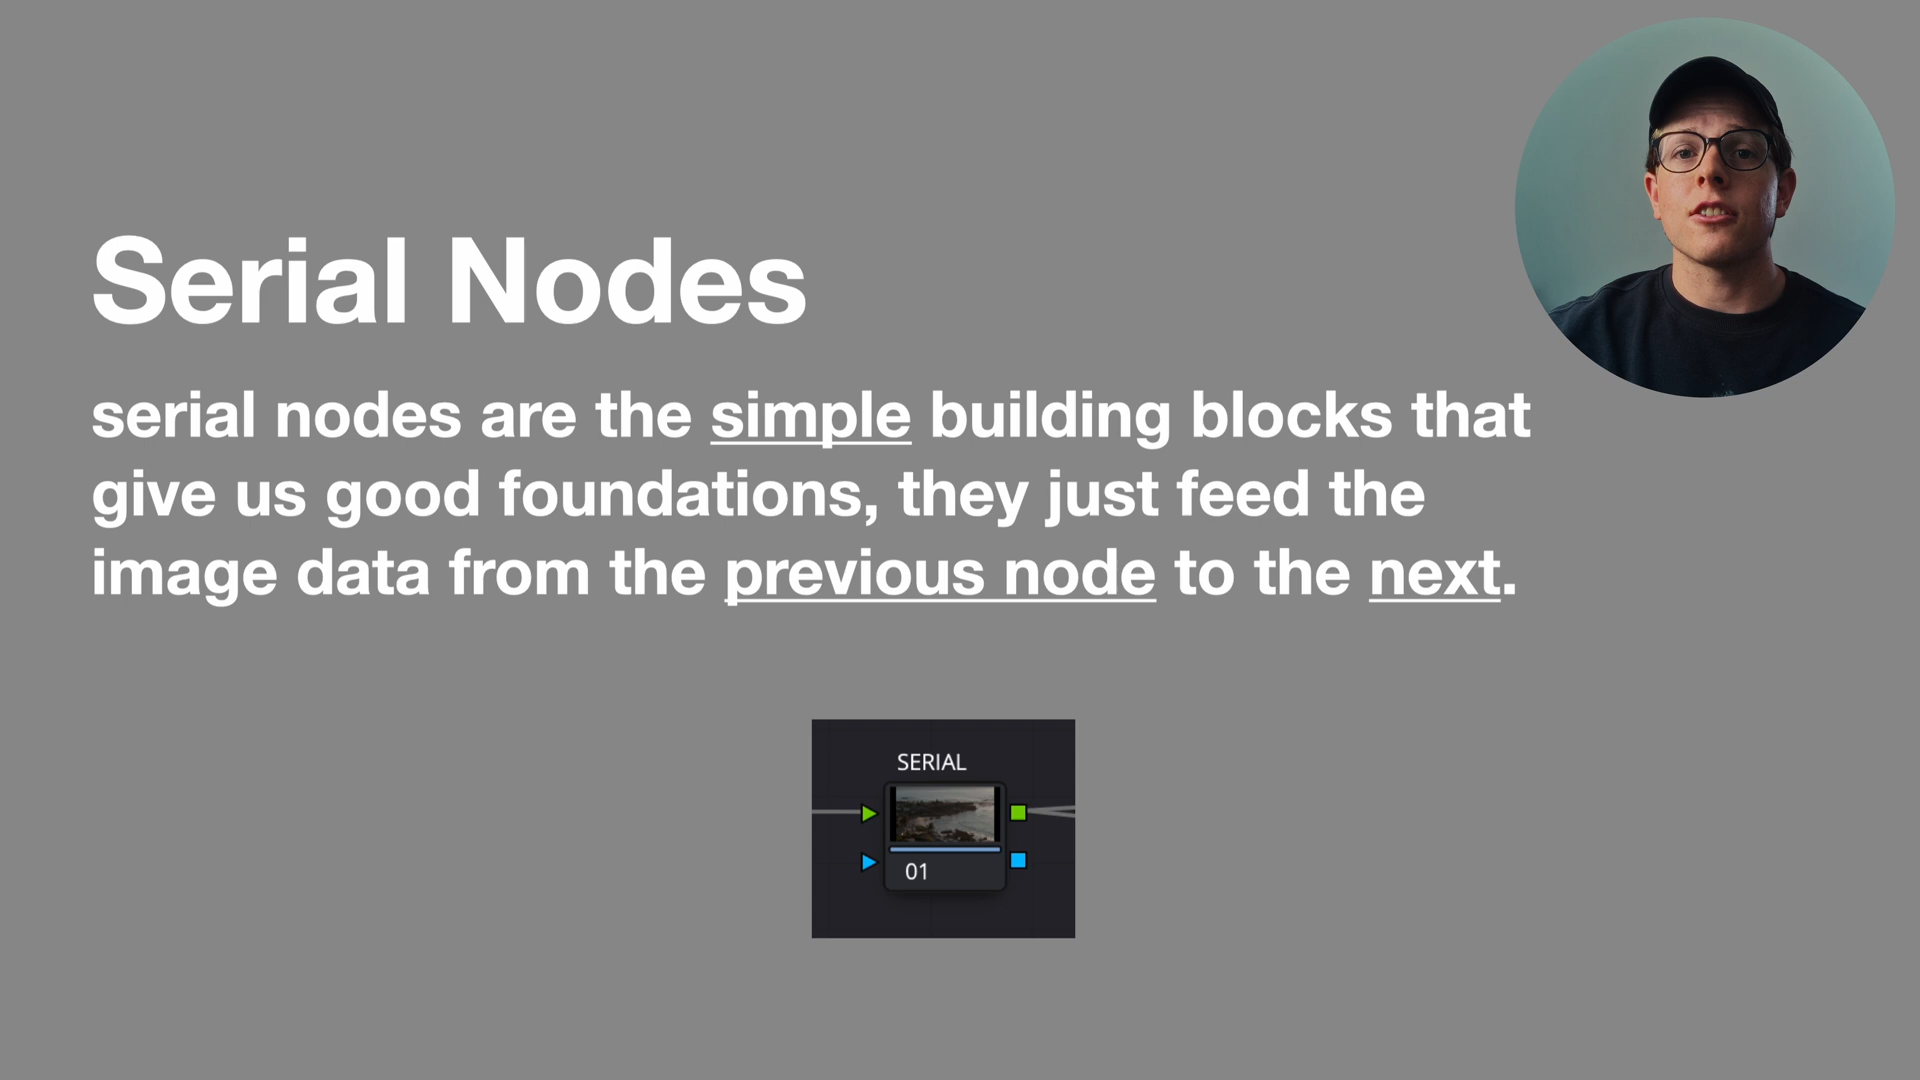 Serial Nodes
serial nodes are the simple building blocks that
give us good foundations, they just feed the
image data from the previous node to the next.
SERIAL
01